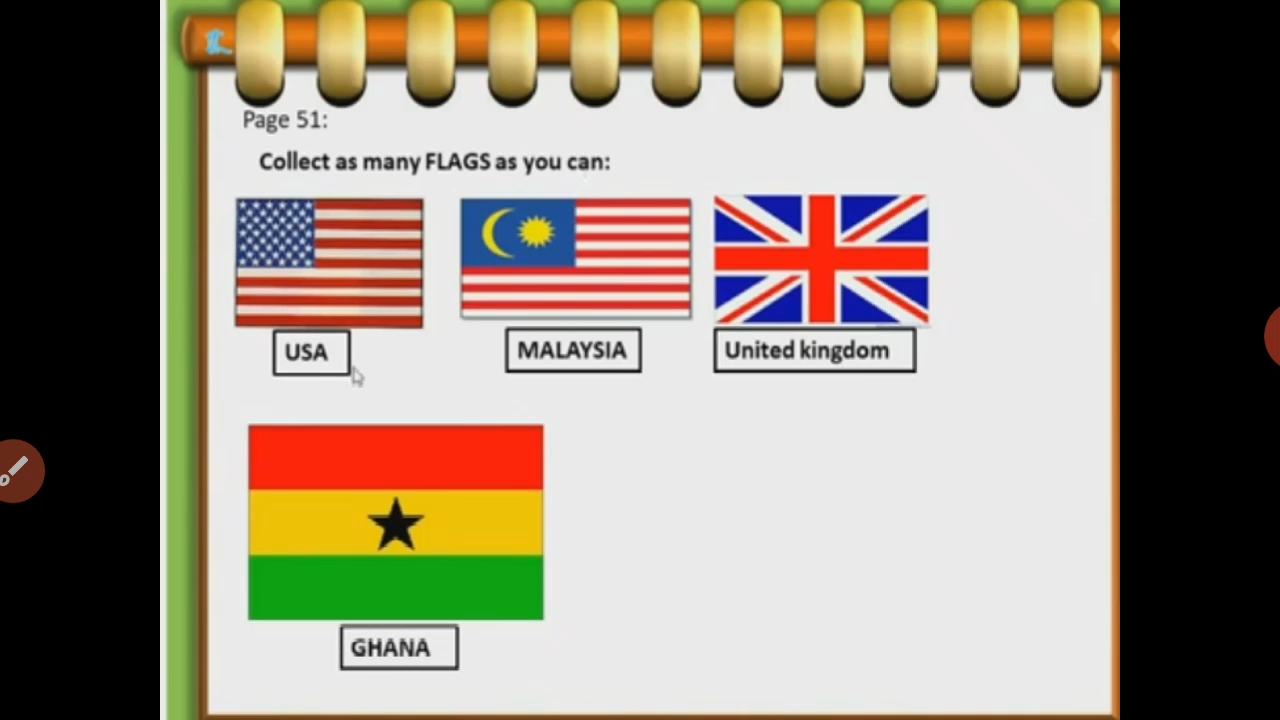 Page 51:
Collect as many FLAGS as you can:
USA
MALAYSIA
United kingdom
GHANA